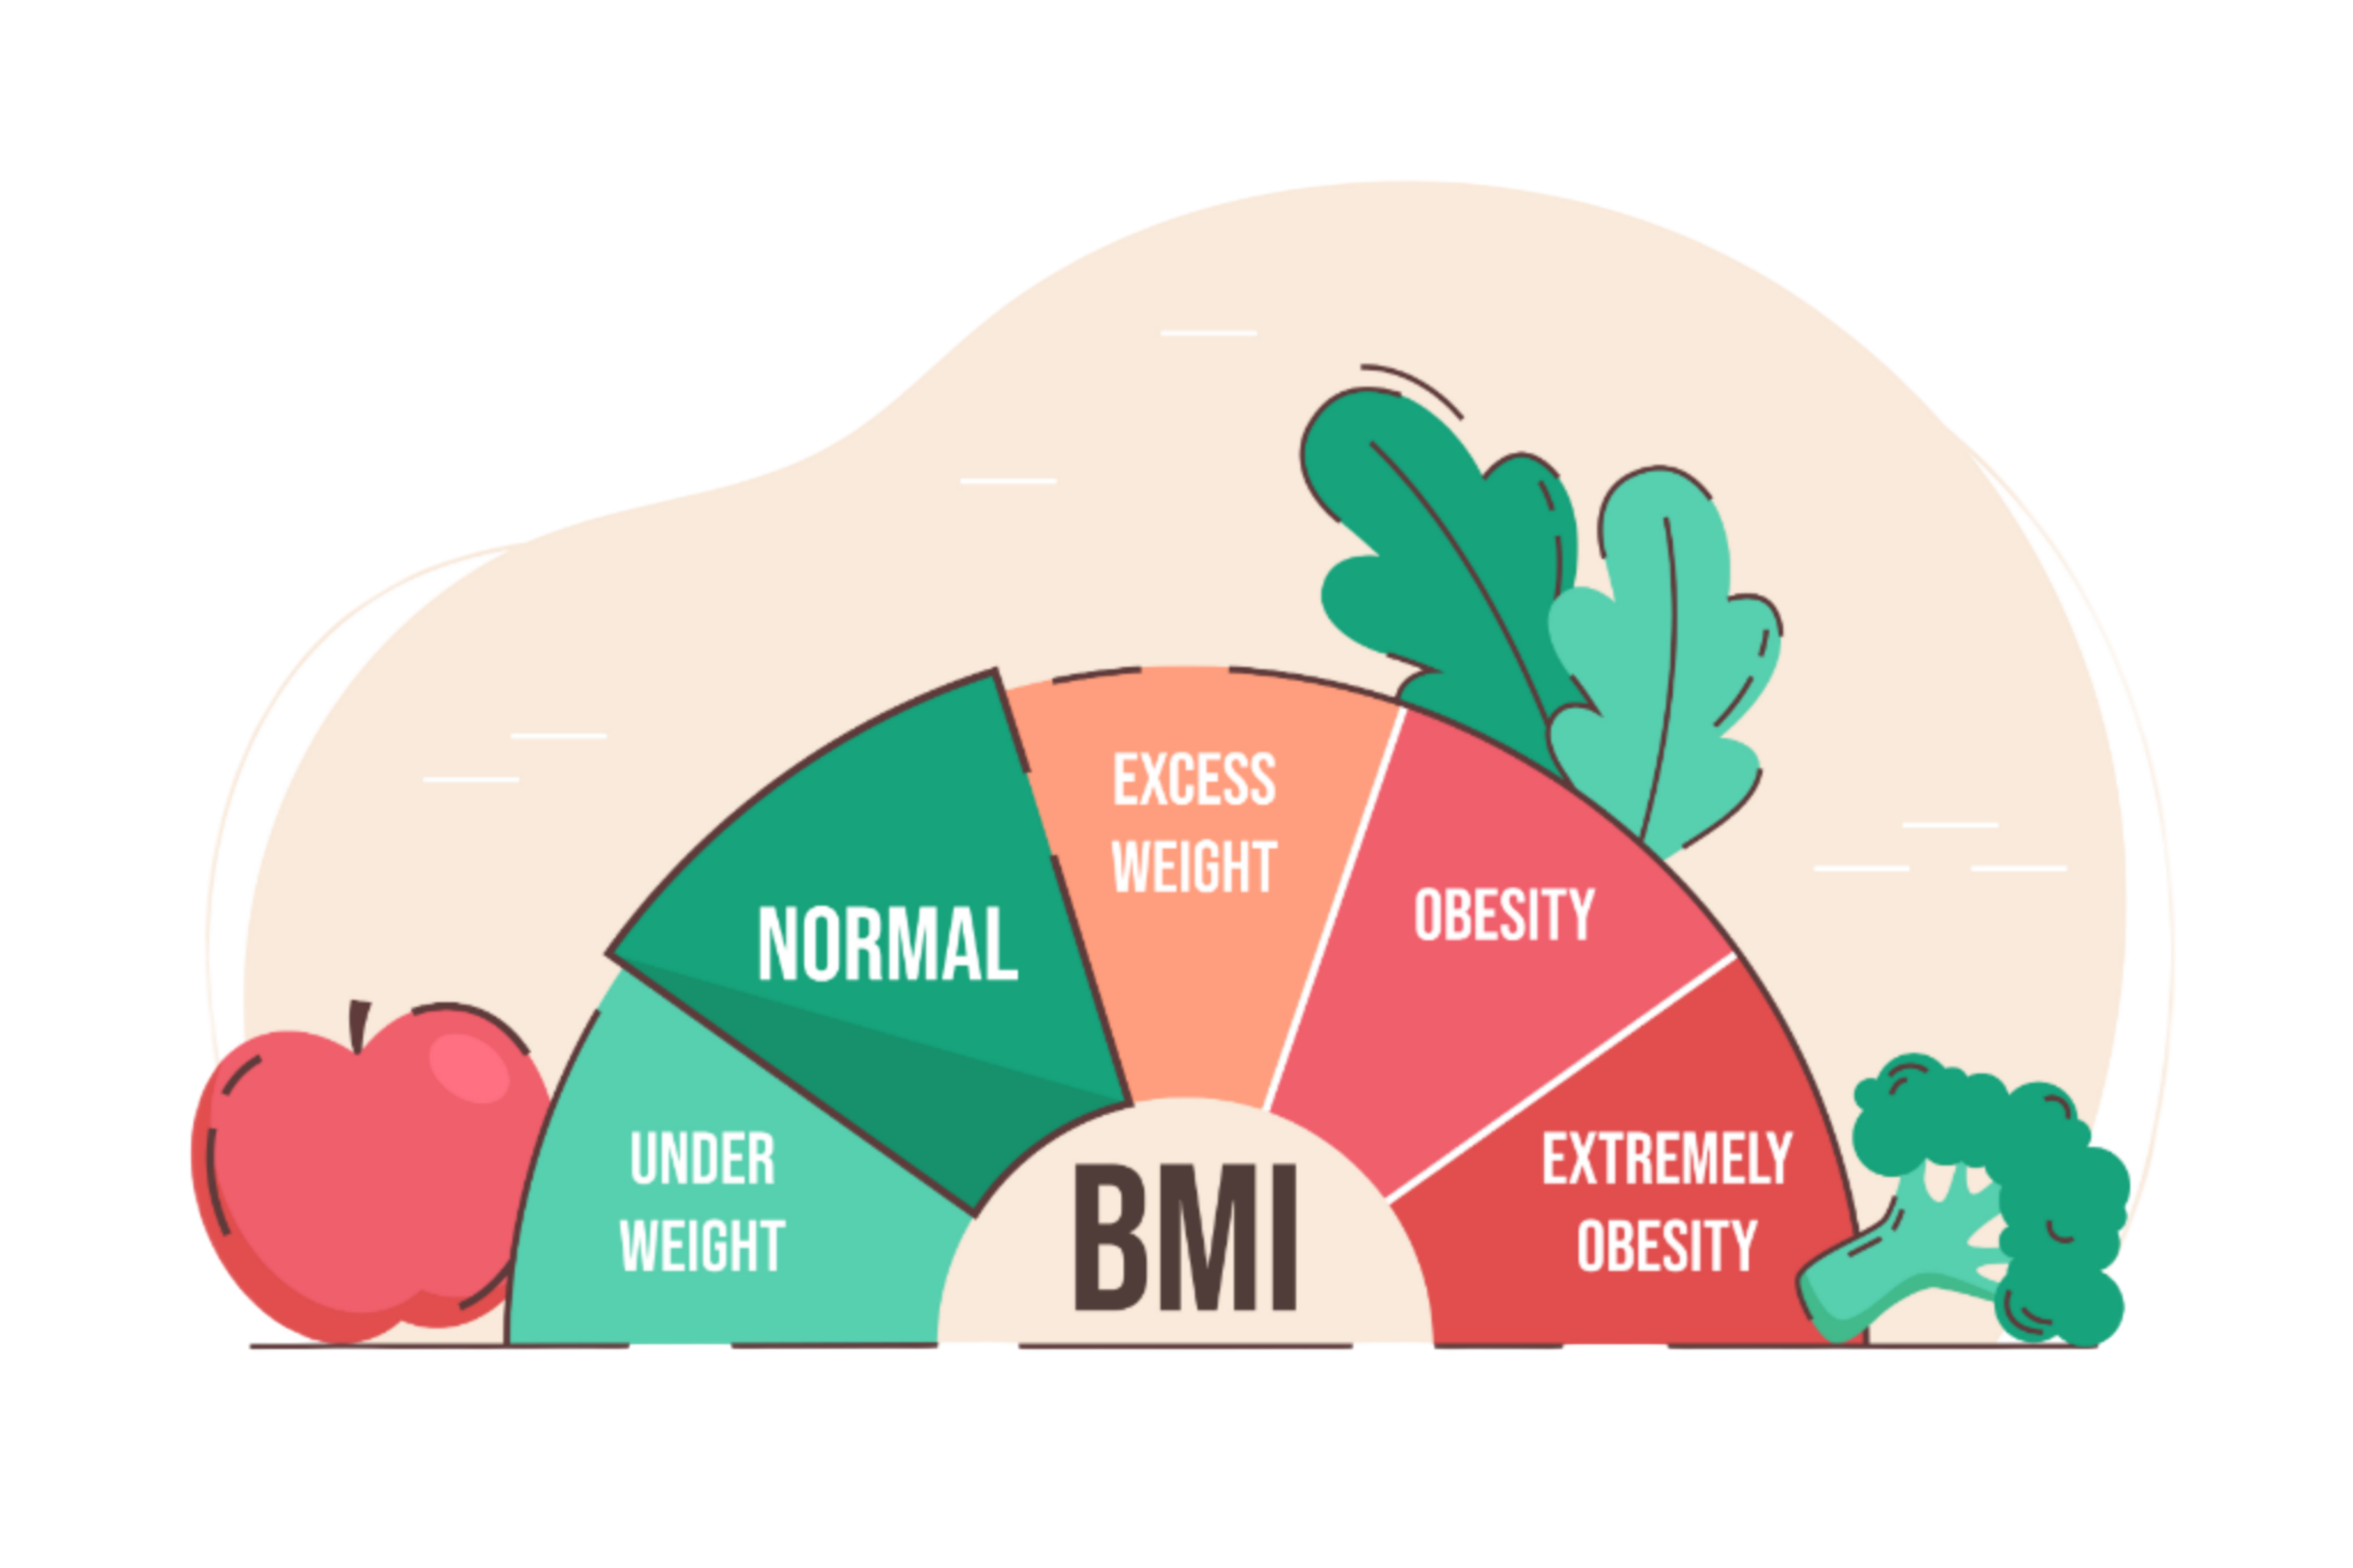 NORMAL
EXCESS
WEIGHT
OBESITY
UNDER
WEIGHT
EXTREMELY
OBESITY
BMI